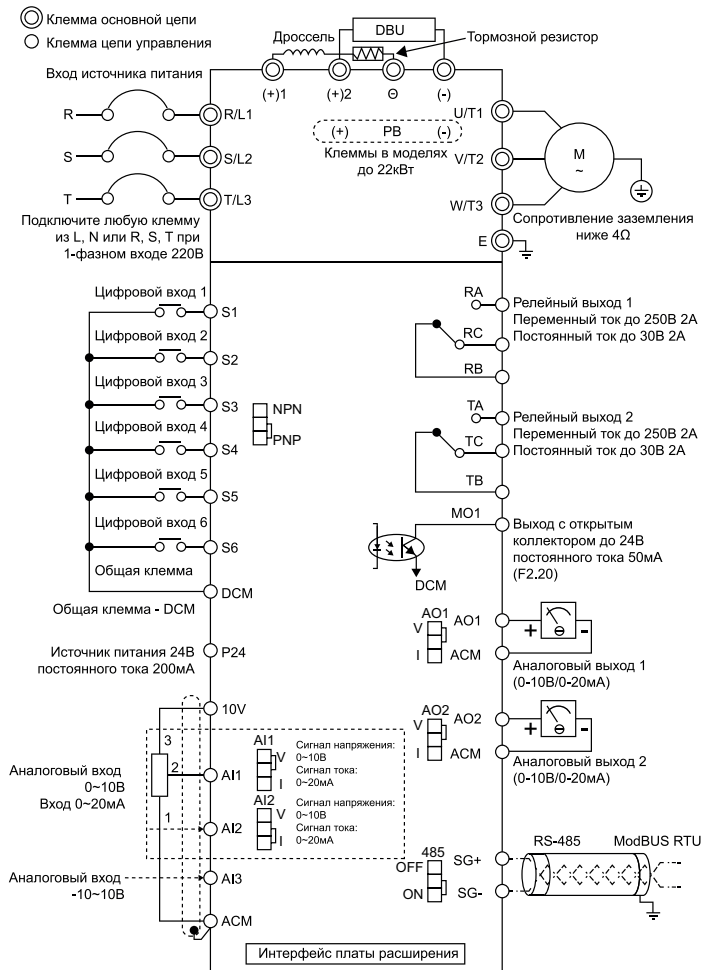 Клемма основной цепи
Клемма цепи управления
Вход источника питания
Дроссель
DBU
Тормозной резистор
(+)1
(+)2
Θ
(-)
R
R/L1
S
S/L2
T
T/L3
(+) PB (-)
Клеммы в моделях
до 22кВт
U/T1
V/T2
W/T3
E
M
~
Сопротивление заземления
ниже 4Ω
Подключите любую клемму
из L, N или R, S, T при
1-фазном входе 220В
Цифровой вход 1
S1
Цифровой вход 2
S2
Цифровой вход 3
S3
Цифровой вход 4
S4
Цифровой вход 5
S5
Цифровой вход 6
S6
Общая клемма
DCM
Общая клемма - DCM
NPN
PNP
RA
RC
RB
Релейный выход 1
Переменный ток до 250В 2А
Постоянный ток до 30В 2А
TA
TC
TB
Релейный выход 2
Переменный ток до 250В 2А
Постоянный ток до 30В 2А
MO1
DCM
Выход с открытым
коллектором до 24В
постоянного тока 50мА
(F2.20)
Источник питания 24В
постоянного тока 200мА
P24
AO1
V
I
AO1
ACM
+
-
Аналоговый выход 1
(0-10В/0-20мА)
AO2
V
I
AO2
ACM
+
-
Аналоговый выход 2
(0-10В/0-20мА)
10V
3
2
1
Аналоговый вход
0~10В
Вход 0~20мА
AI1
AI2
AI1
V
I
Сигнал напряжения:
0~10В
Сигнал тока:
0~20мА
AI2
V
I
Сигнал напряжения:
0~10В
Сигнал тока:
0~20мА
Аналоговый вход
-10~10В
AI3
ACM
485
OFF
ON
SG+
SG-
RS-485
ModBUS RTU
Интерфейс платы расширения